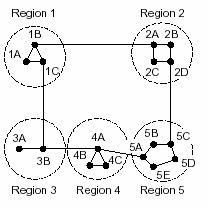 Region 1
Region 2
1B
2A
2B
1A
1C
2C
2D
3A
3B
4A
4B
4C
5A
5B
5C
5D
5E
Region 3
Region 4
Region 5